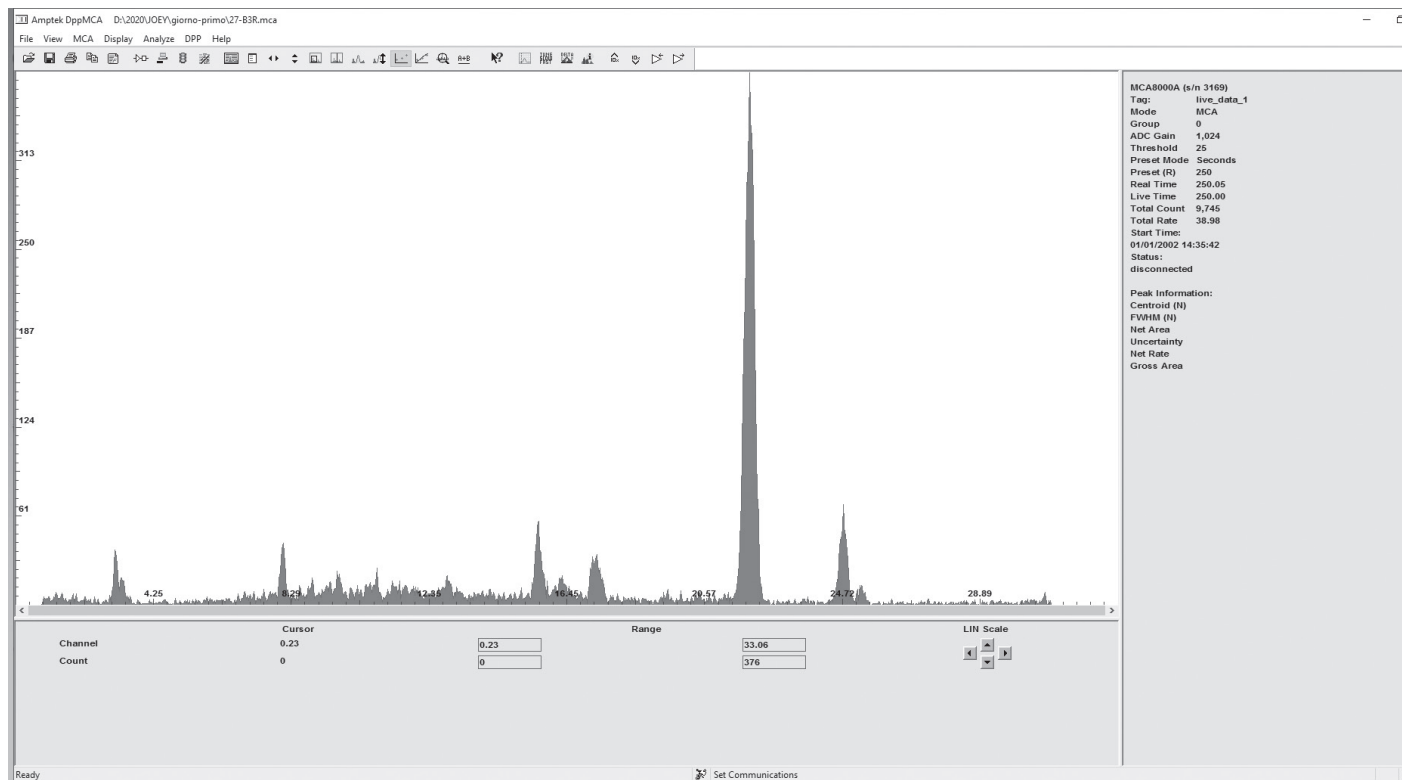 Amptek DppMCA D:\2020\JOEY\giorno-primo\27-B3R.mca
File View MCA Display Analyze DPP Help
A+B
313
250
187
124
61
4.25 8.29 12.35 16.45 20.57 24.72 28.89
MCA8000A (s/n 3169)
Tag: live_data_1
Mode MCA
Group 0
ADC Gain 1,024
Threshold 25
Preset Mode Seconds
Preset (R) 250
Real Time 250.05
Live Time 250.00
Total Count 9,745
Total Rate 38.98
Start Time:
01/01/2002 14:35:42
Status:
disconnected
Peak Information:
Centroid (N)
FWHM (N)
Net Area
Uncertainty
Net Rate
Gross Area
Cursor Range LIN Scale
Channel 0.23 0.23 33.06
Count 0 0 376
Ready Set Communications